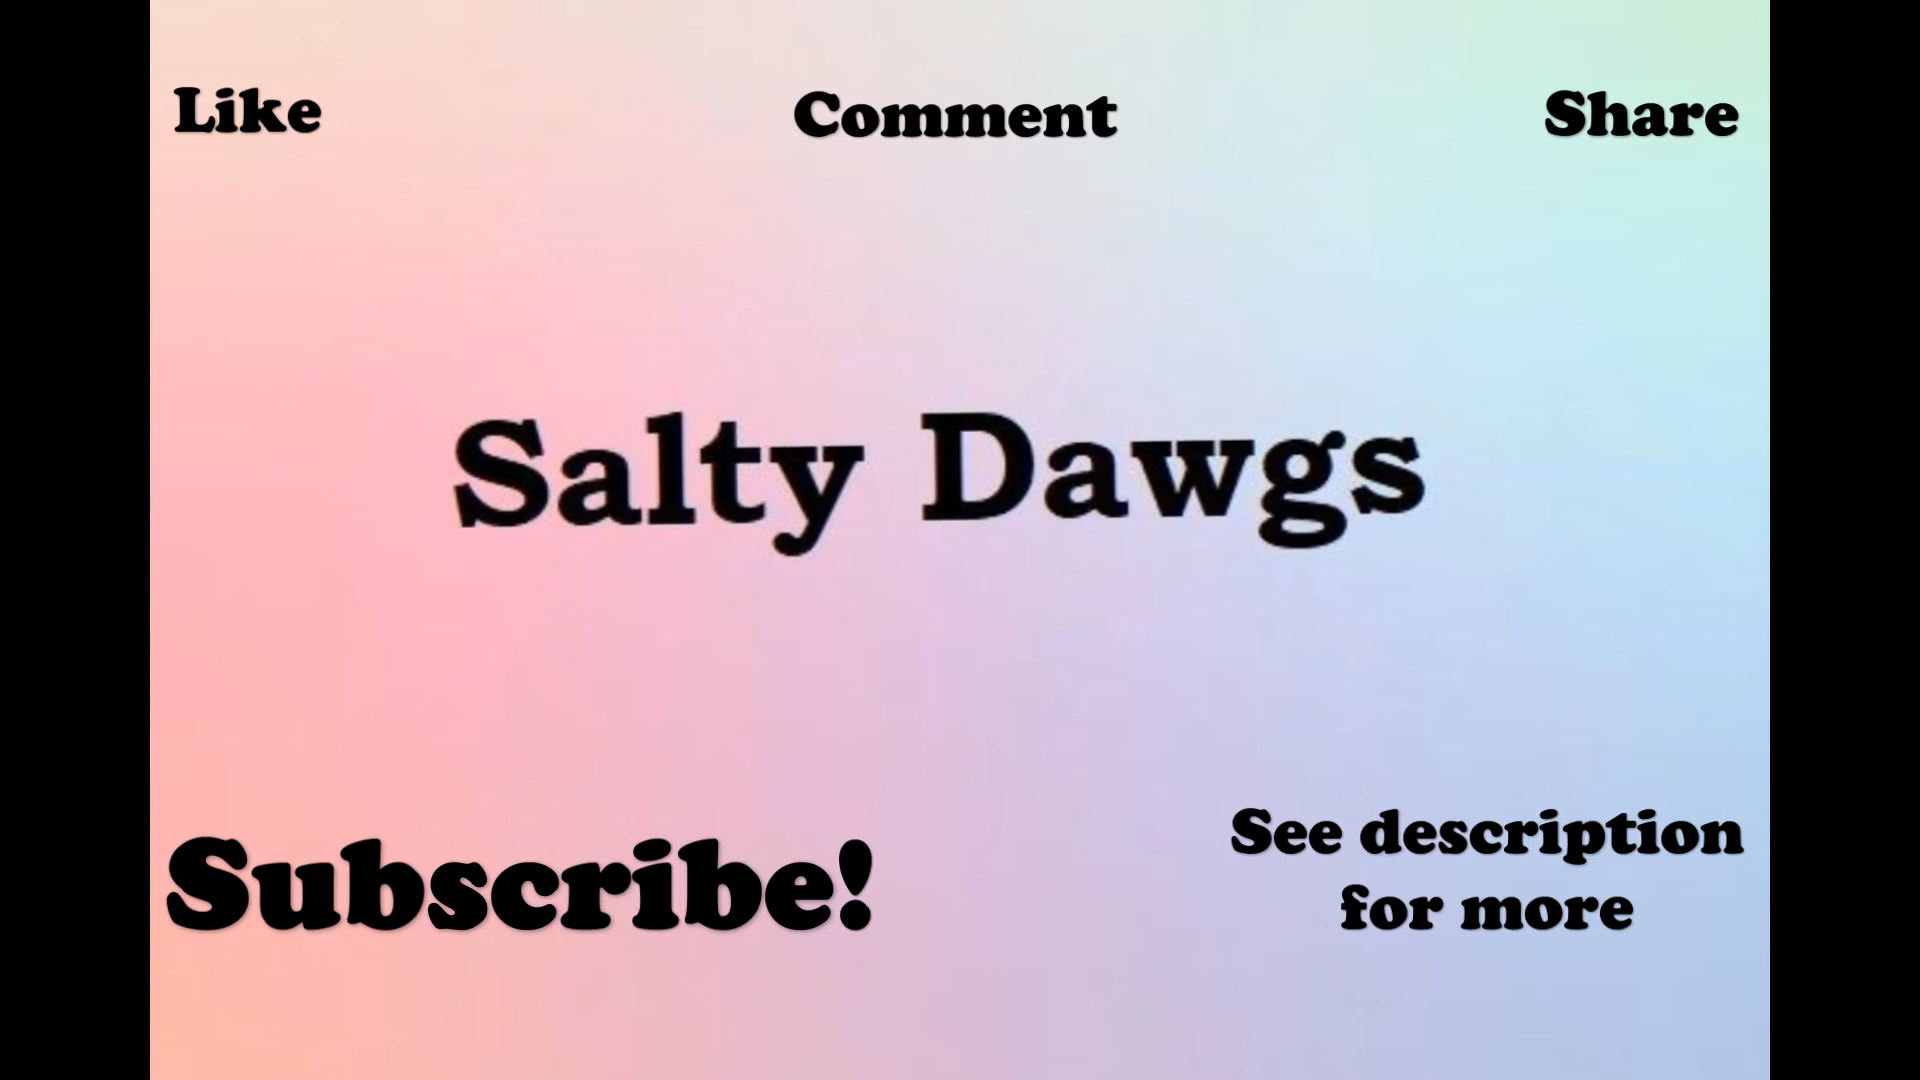 Like
Comment
Share
Salty Dawgs
Subscribe!
See description
for more